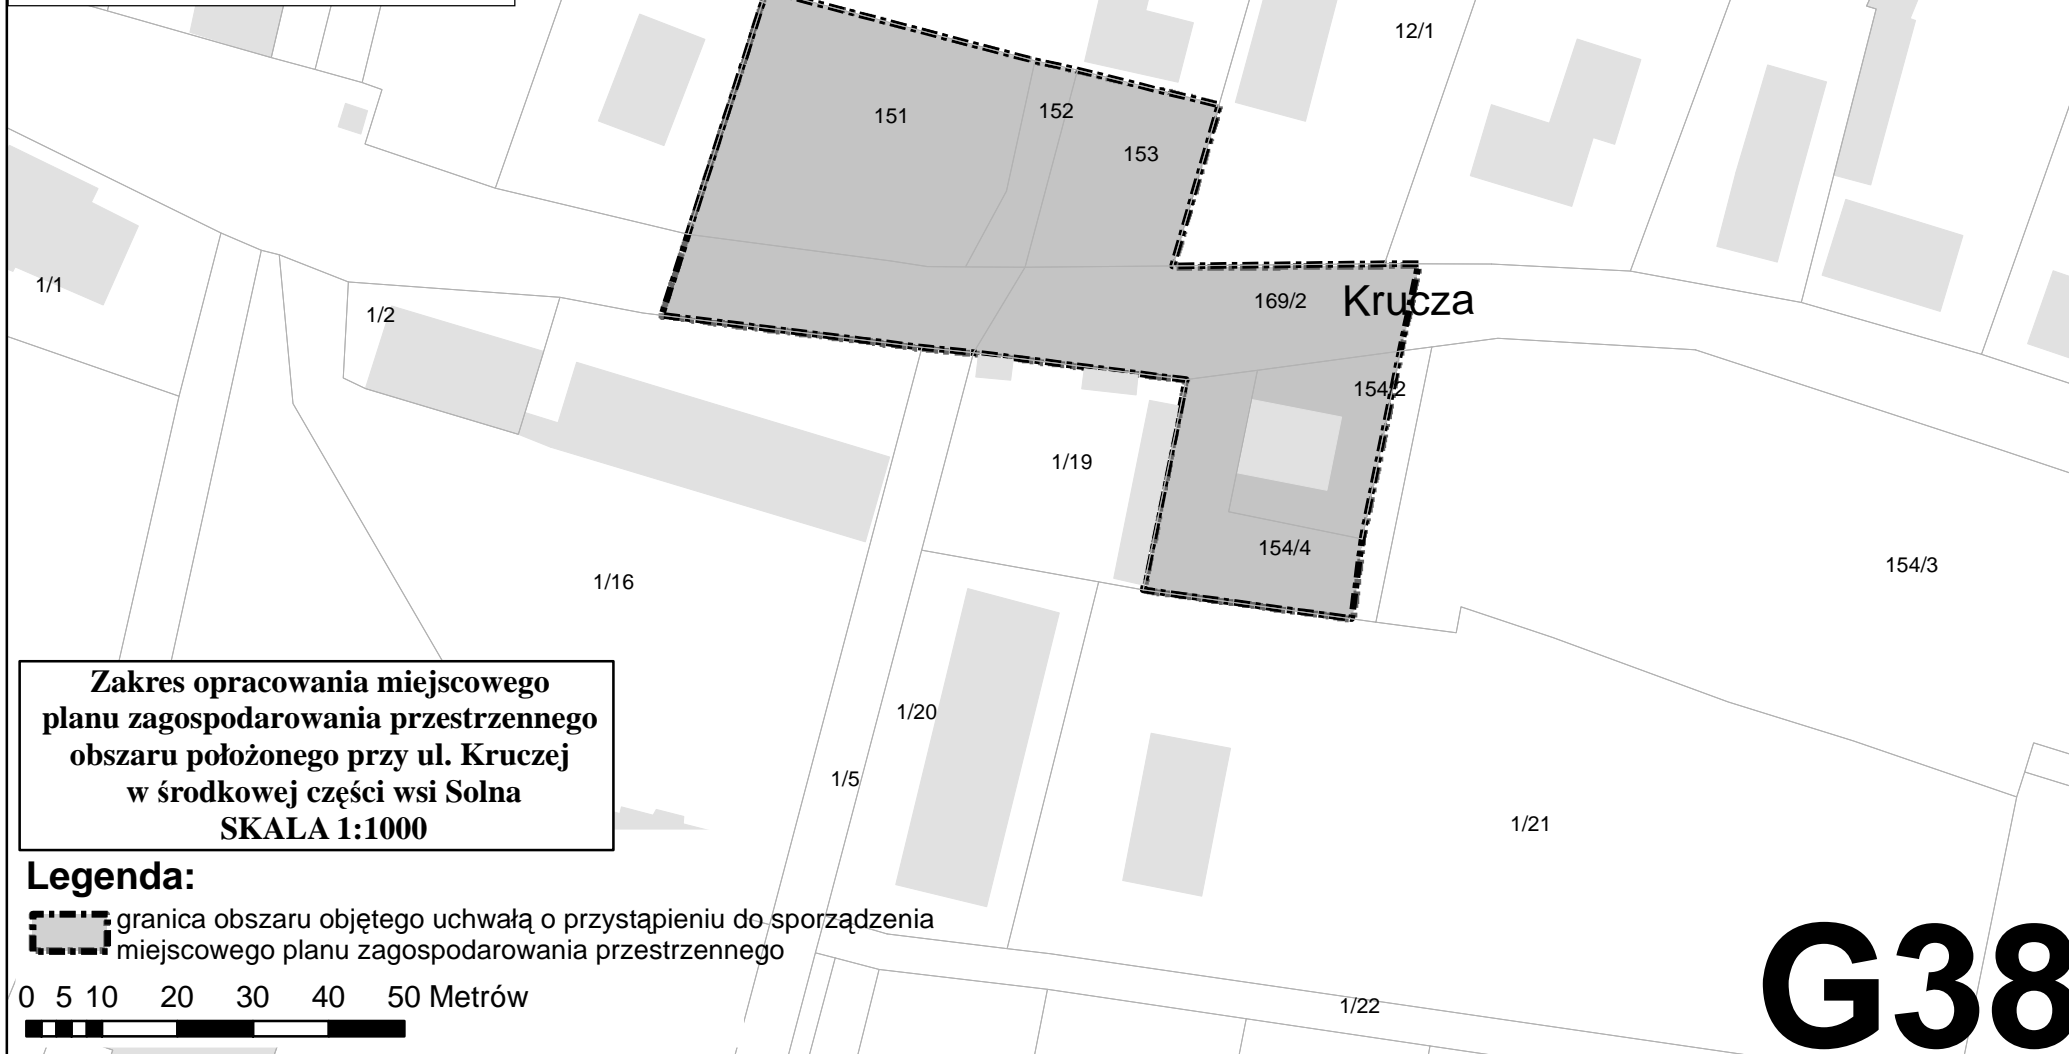 12/1
151
152
153
1/1
1/2
169/2
Krucza
154/2
1/19
154/4
154/3
1/16
Zakres opracowania miejscowego
planu zagospodarowania przestrzennego
obszaru położonego przy ul. Kruczej
w środkowej części wsi Solna
SKALA 1:1000
1/20
1/5
1/21
Legenda:
granica obszaru objętego uchwałą o przystąpieniu do sporządzenia
miejscowego planu zagospodarowania przestrzennego
0 5 10 20 30 40 50 Metrów
1/22
G38